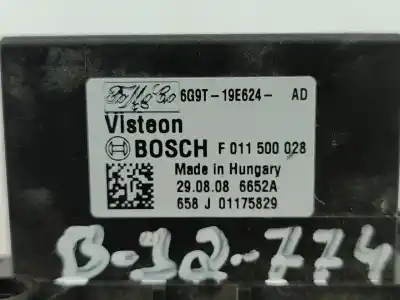 FoMoCo 6G9T-19E624- AD
Visteon
BOSCH F 011 500 028
Made in Hungary
29.08.08 6652A
658 J 01175829
B-12-774